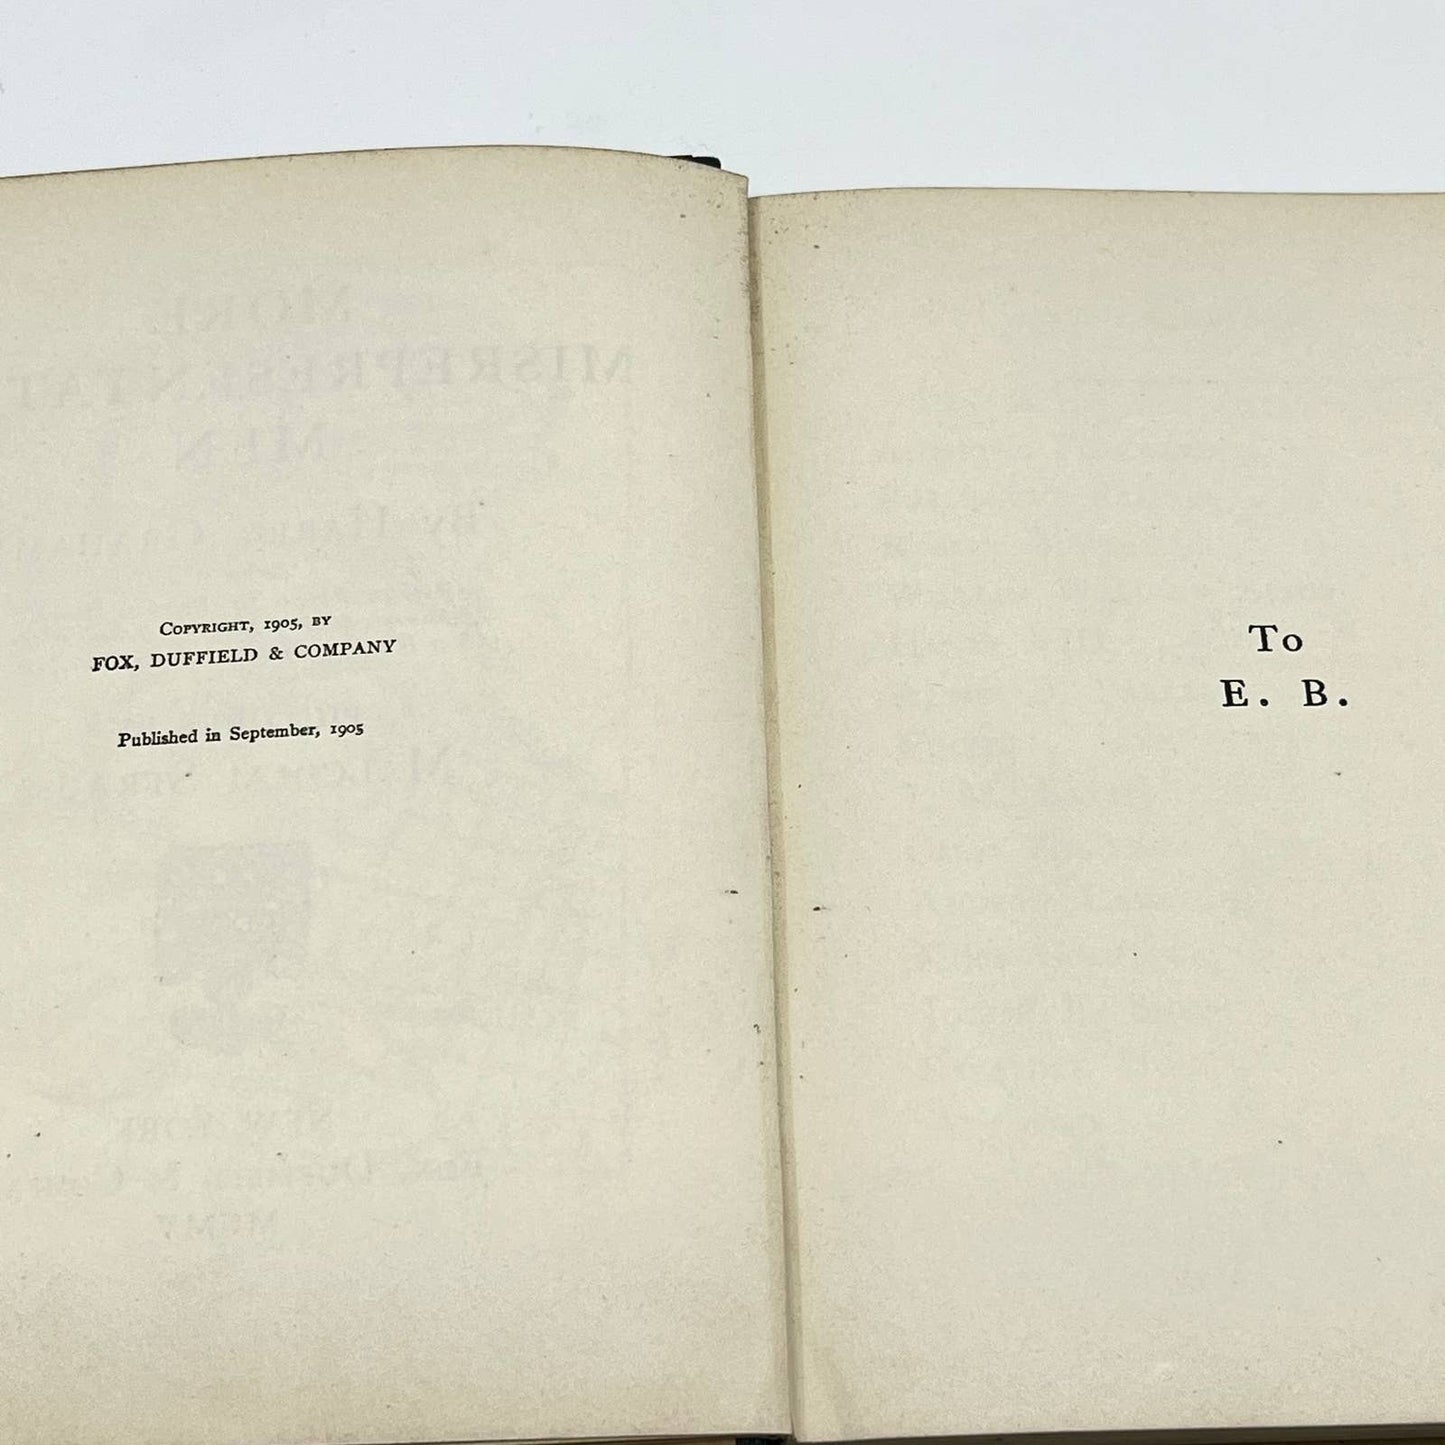 COPYRIGHT, 1905, BY
FOX, DUFFIELD & COMPANY
Published in September, 1905
To
E. B.